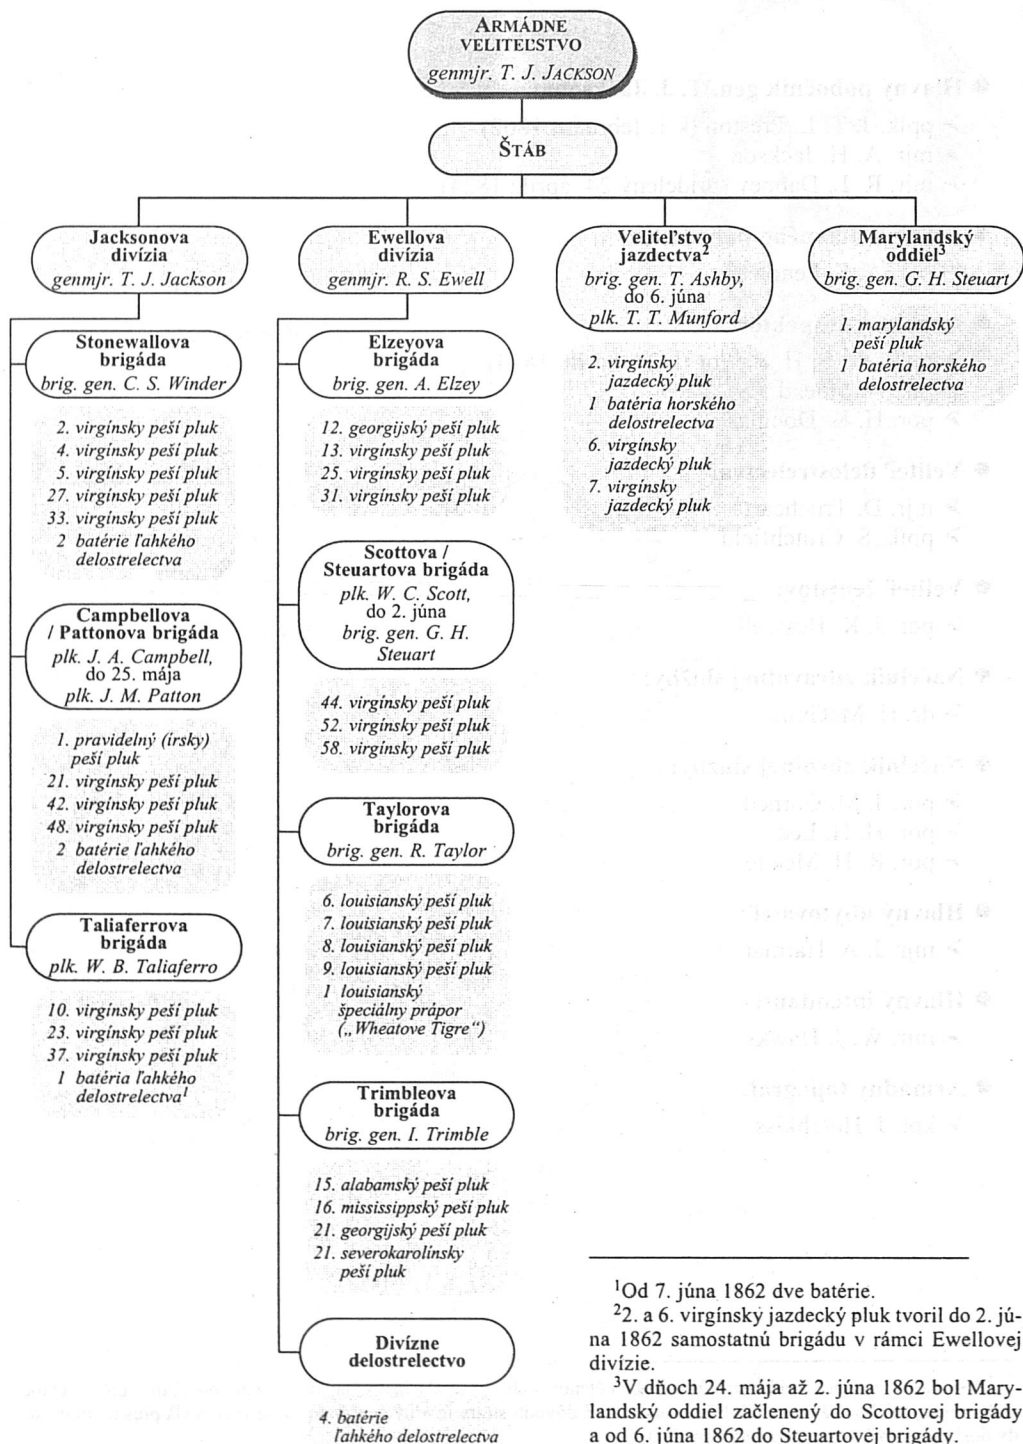 ARMÁDNE
VELITEĽSTVO
genmjr. T. J. JACKSON
ŠTÁB
Jacksonova
divízia
genmjr. T. J. Jackson
Stonewallova
brigáda
brig. gen. C. S. Winder
2. virgínsky peší pluk
4. virgínsky peší pluk
5. virgínsky peší pluk
27. virgínsky peší pluk
33. virgínsky peší pluk
2 batérie ľahkého
delostrelectva
Campbellova
/ Pattonova brigáda
plk. J. A. Campbell,
do 25. mája
plk. J. M. Patton
1. pravidelný (írsky)
peší pluk
21. virgínsky peší pluk
42. virgínsky peší pluk
48. virgínsky peší pluk
2 batérie ľahkého
delostrelectva
Taliaferrova
brigáda
plk. W. B. Taliaferro
10. virgínsky peší pluk
23. virgínsky peší pluk
37. virgínsky peší pluk
1 batéria ľahkého
delostrelectva¹
Ewellova
divízia
genmjr. R. S. Ewell
Elzeyova
brigáda
brig. gen. A. Elzey
12. georgijský peší pluk
13. virgínsky peší pluk
25. virgínsky peší pluk
31. virgínsky peší pluk
Scottova /
Steuartova brigáda
plk. W. C. Scott,
do 2. júna
brig. gen. G. H.
Steuart
44. virgínsky peší pluk
52. virgínsky peší pluk
58. virgínsky peší pluk
Taylorova
brigáda
brig. gen. R. Taylor
6. louisianský peší pluk
7. louisianský peší pluk
8. louisianský peší pluk
9. louisianský peší pluk
1 louisianský
špeciálny prápor
(„Wheatove Tigre“)
Trimbleova
brigáda
brig. gen. I. Trimble
15. alabamský peší pluk
16. mississippský peší pluk
21. georgijský peší pluk
21. severokarolínsky
peší pluk
Divízne
delostrelectvo
4. batérie
ľahkého delostrelectva
Veliteľstvo
jazdectva²
brig. gen. T. Ashby,
do 6. júna
plk. T. T. Munford
2. virgínsky
jazdecký pluk
1 batéria horského
delostrelectva
6. virgínsky
jazdecký pluk
7. virgínsky
jazdecký pluk
Marylandský
oddiel³
brig. gen. G. H. Steuart
1. marylandský
peší pluk
1 batéria horského
delostrelectva
¹Od 7. júna 1862 dve batérie.
²2. a 6. virgínsky jazdecký pluk tvoril do 2. jú-
na 1862 samostatnú brigádu v rámci Ewellovej
divízie.
³V dňoch 24. mája až 2. júna 1862 bol Mary-
landský oddiel začlenený do Scottovej brigády
a od 6. júna 1862 do Steuartovej brigády.